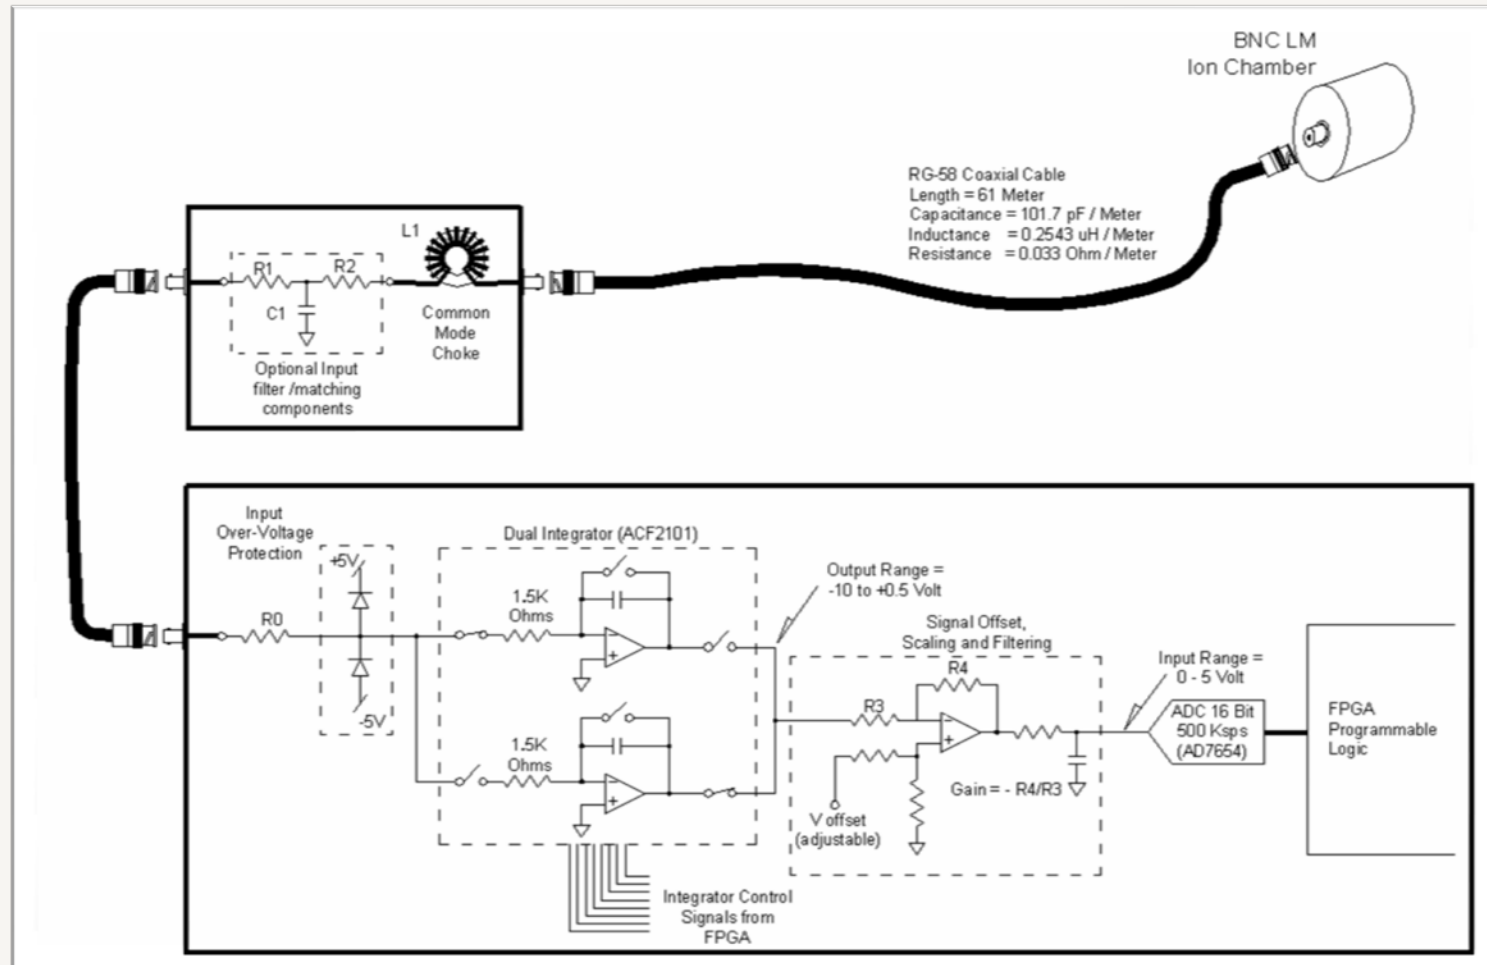 BNC LM
Ion Chamber
RG-58 Coaxial Cable
Length = 61 Meter
Capacitance = 101.7 pF / Meter
Inductance = 0.2543 uH / Meter
Resistance = 0.033 Ohm / Meter
L1
R1
R2
C1
Common
Mode
Choke
Optional Input
filter /matching
components
Input
Over-Voltage
Protection
+5V
-5V
R0
Dual Integrator (ACF2101)
1.5K
Ohms
-
+
1.5K
Ohms
-
+
Integrator Control
Signals from
FPGA
Output Range =
-10 to +0.5 Volt
Signal Offset,
Scaling and Filtering
R4
R3
-
+
Gain = - R4/R3
V offset
(adjustable)
Input Range =
0 - 5 Volt
ADC 16 Bit
500 Ksps
(AD7654)
FPGA
Programmable
Logic